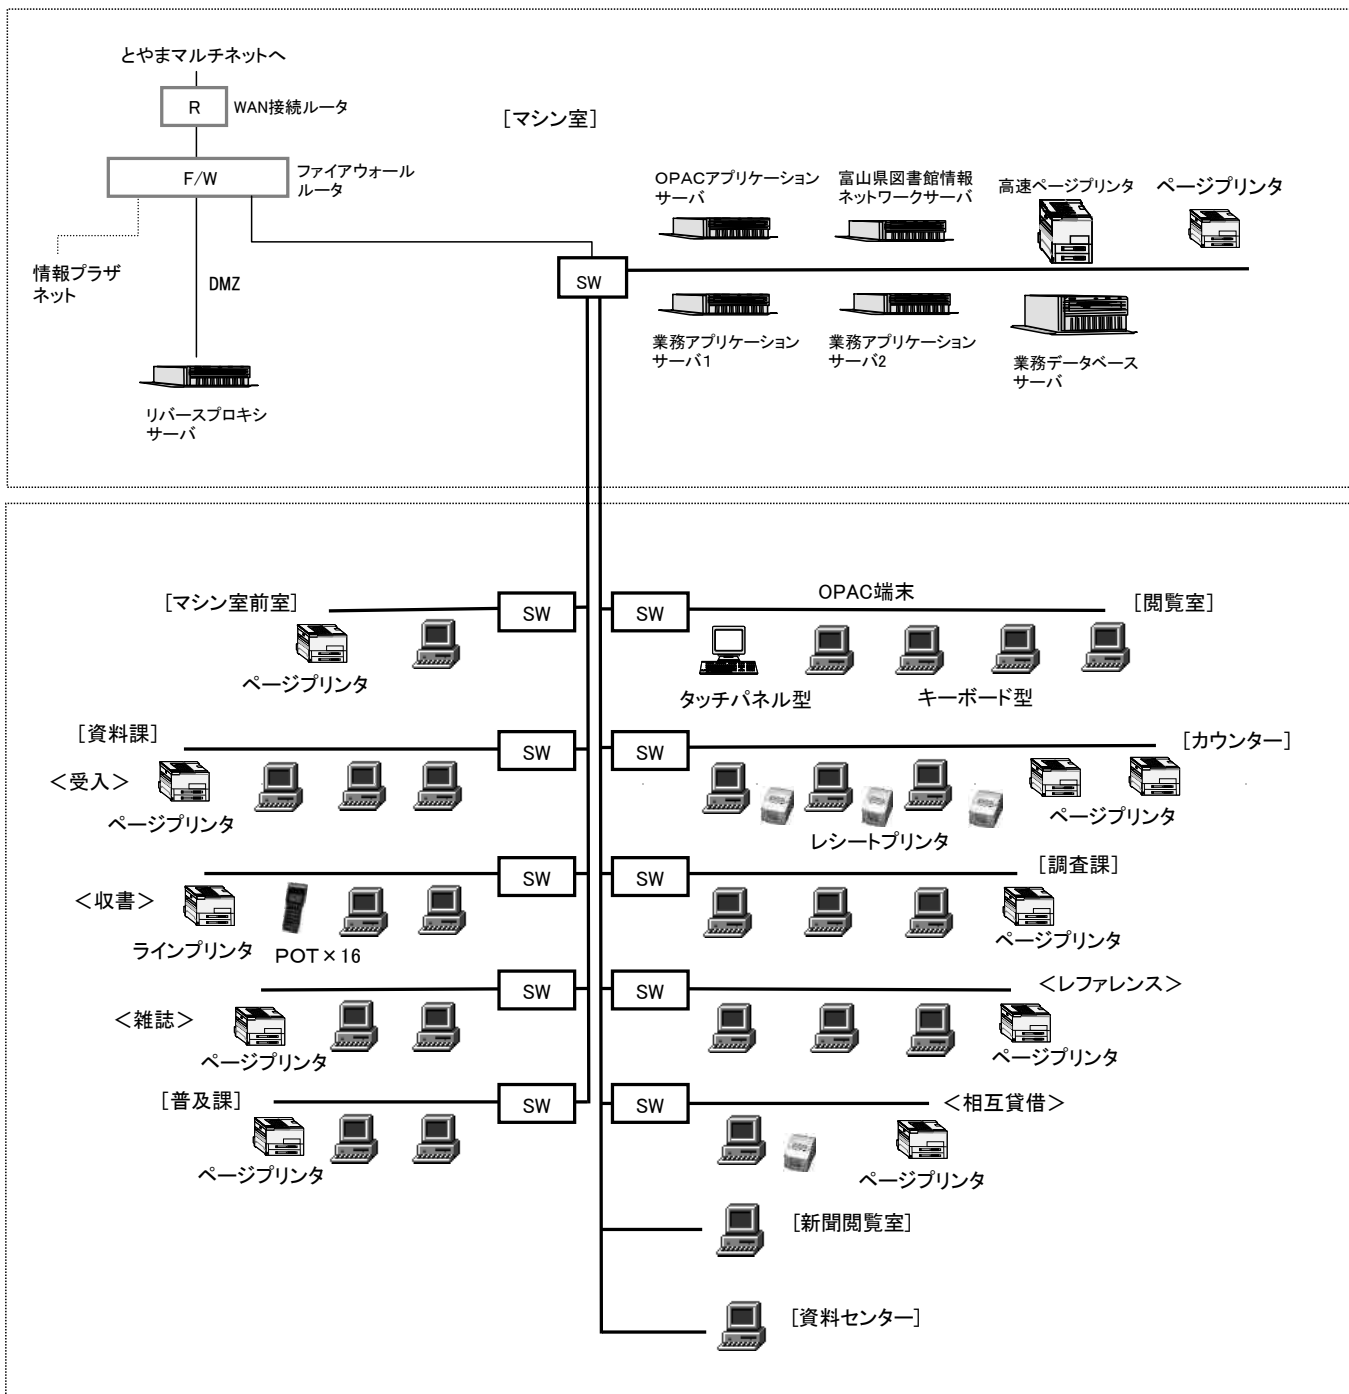 とやまマルチネットへ
R
WAN接続ルータ
[マシン室]
F/W
ファイアウォール
ルータ
OPACアプリケーション
サーバ
富山県図書館情報
ネットワークサーバ
高速ページプリンタ
ページプリンタ
情報プラザ
ネット
DMZ
SW
業務アプリケーション
サーバ1
業務アプリケーション
サーバ2
業務データベース
サーバ
リバースプロキシ
サーバ
[マシン室前室]
SW
SW
OPAC端末
[閲覧室]
ページプリンタ
タッチパネル型
キーボード型
[資料課]
SW
SW
[カウンター]
<受入>
ページプリンタ
レシートプリンタ
ページプリンタ
<収書>
SW
SW
[調査課]
ラインプリンタ
POT×16
ページプリンタ
<雑誌>
SW
SW
<レファレンス>
ページプリンタ
ページプリンタ
[普及課]
SW
SW
<相互貸借>
ページプリンタ
ページプリンタ
[新聞閲覧室]
[資料センター]